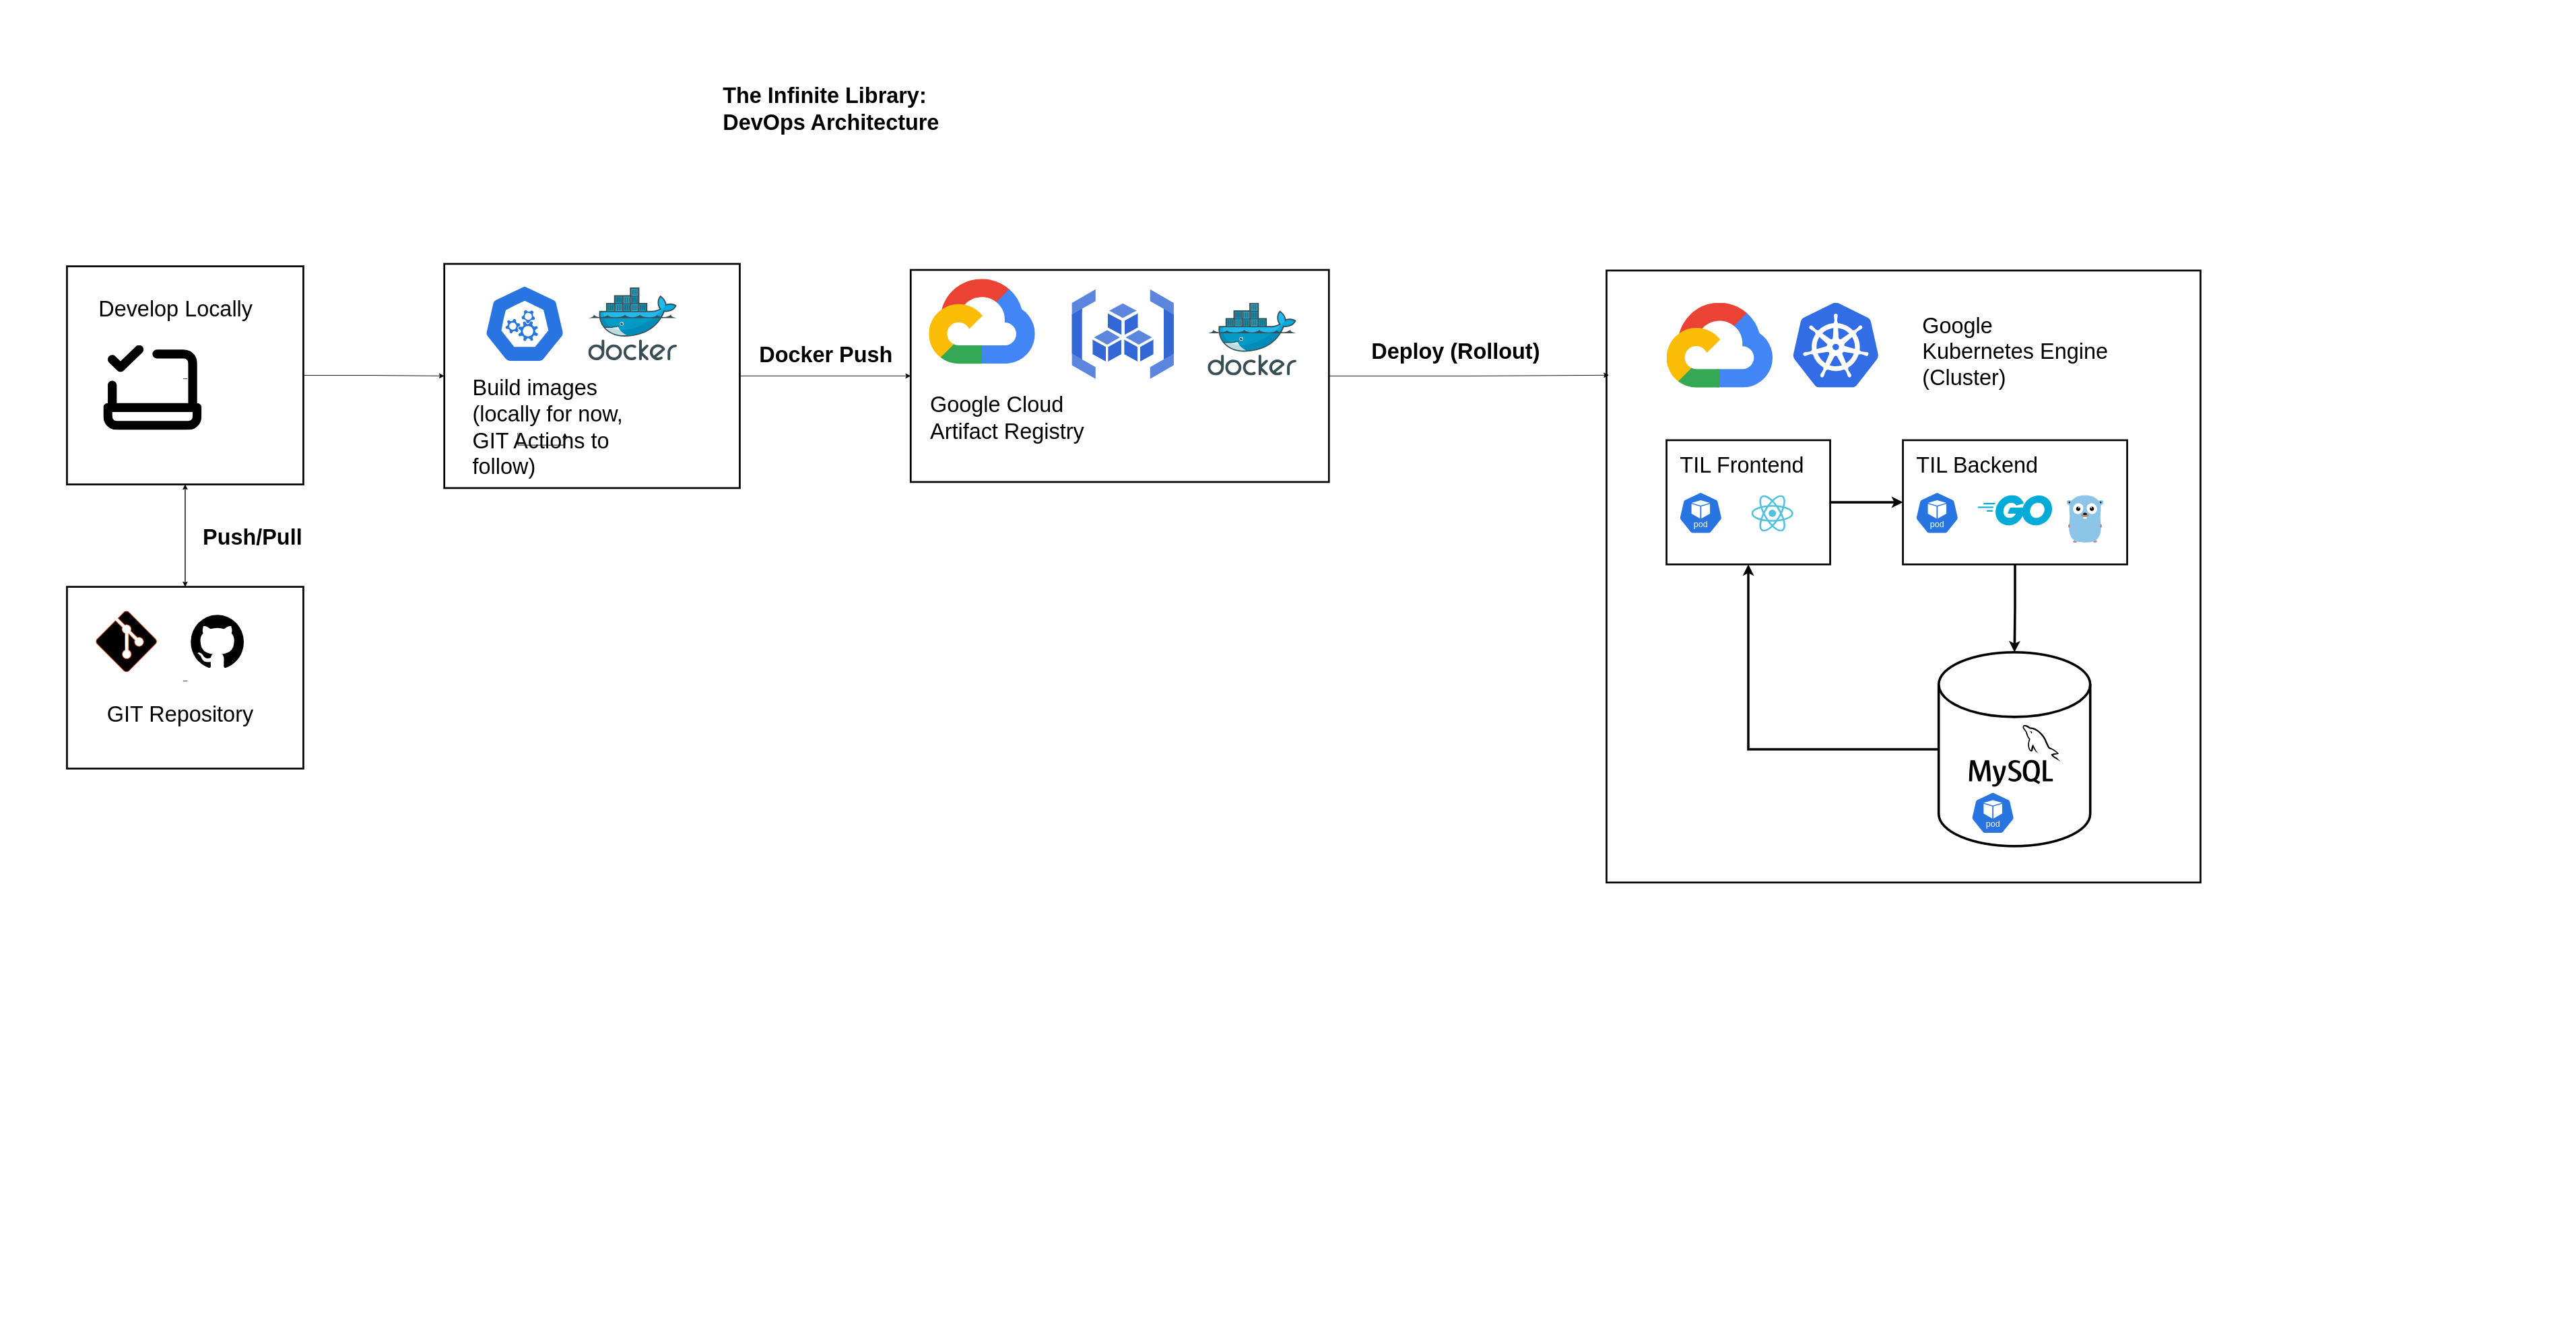 The Infinite Library:
DevOps Architecture
Develop Locally
docker
Build images
(locally for now,
GIT Actions to
follow)
Docker Push
docker
Google Cloud
Artifact Registry
Deploy (Rollout)
Google
Kubernetes Engine
(Cluster)
TIL Frontend
pod
TIL Backend
pod
GO
Push/Pull
GIT Repository
MySQL
pod